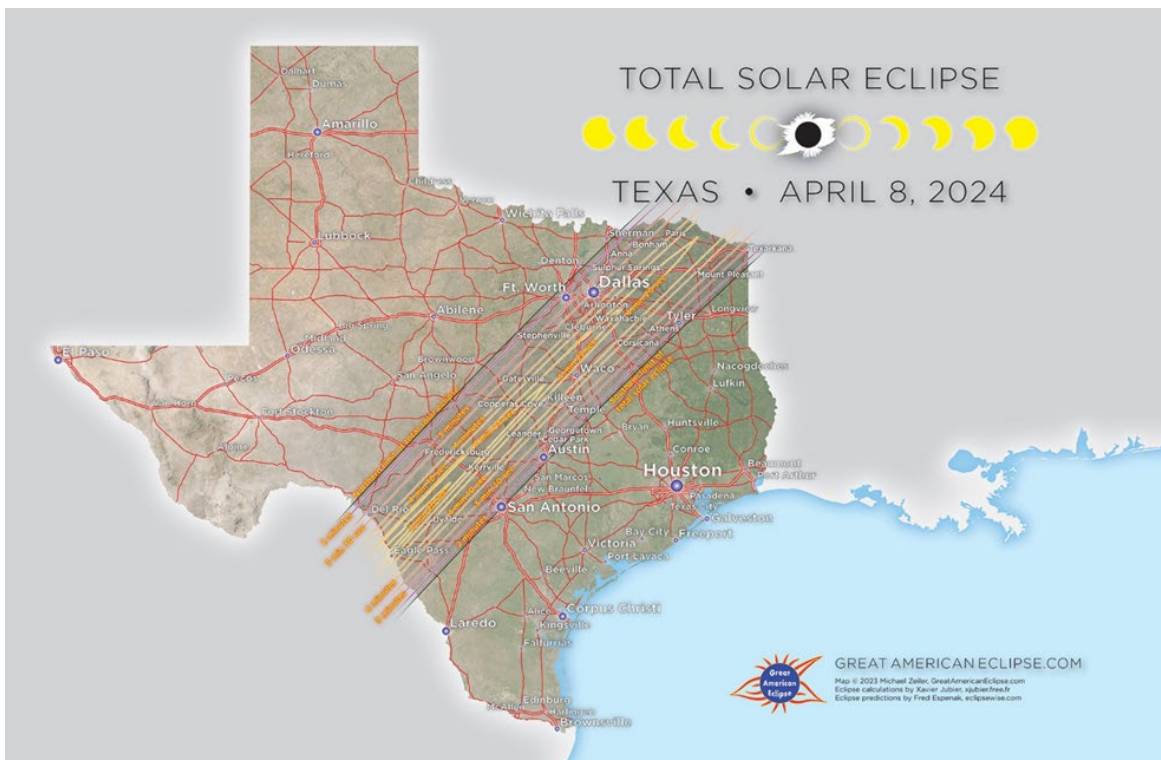 TOTAL SOLAR ECLIPSE
TEXAS • APRIL 8, 2024
Dalhart
Dumas
Amarillo
Hereford
Childress
Lubbock
Wichita Falls
Sherman
Paris
Bonham
Texarkana
Anna
Denton
Sulphur Springs
Mount Pleasant
Dallas
Ft. Worth
Arlington
Longview
Abilene
Waxahachie
Tyler
Big Spring
Cleburne
Athens
Stephenville
Midland
Corsicana
Odessa
El Paso
Brownwood
Waco
Nacogdoches
Pecos
San Angelo
Gatesville
Lufkin
Van Horn
Killeen
Copperas Cove
Temple
Fort Stockton
Huntsville
Bryan
Georgetown
Leander
Cedar Park
Alpine
Austin
Conroe
Fredericksburg
Beaumont
Kerrville
Houston
Port Arthur
San Marcos
New Braunfels
Pasadena
Texas City
Del Rio
San Antonio
Galveston
Uvalde
Bay City
Freeport
Eagle Pass
Victoria
Port Lavaca
Beeville
Alice
Corpus Christi
Laredo
Kingsville
Falfurrias
Edinburg
McAllen
Harlingen
Brownsville
Great
American
Eclipse
GREATAMERICANECLIPSE.COM
Map © 2023 Michael Zeiler, GreatAmericanEclipse.com
Eclipse calculations by Xavier Jubier, xjubier.free.fr
Eclipse predictions by Fred Espenak, eclipsewise.com